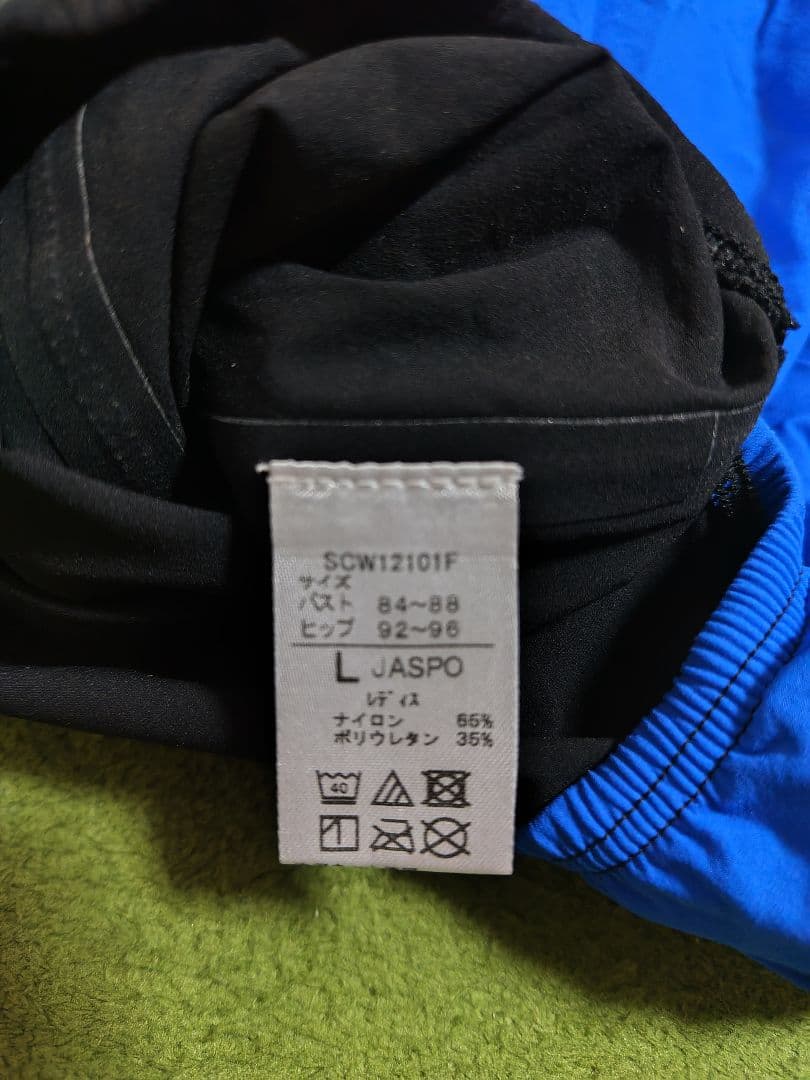 SCW12101F
サイズ
バスト 84~88
ヒップ 92~96
L JASPO
レディス
ナイロン 65%
ポリウレタン 35%
40